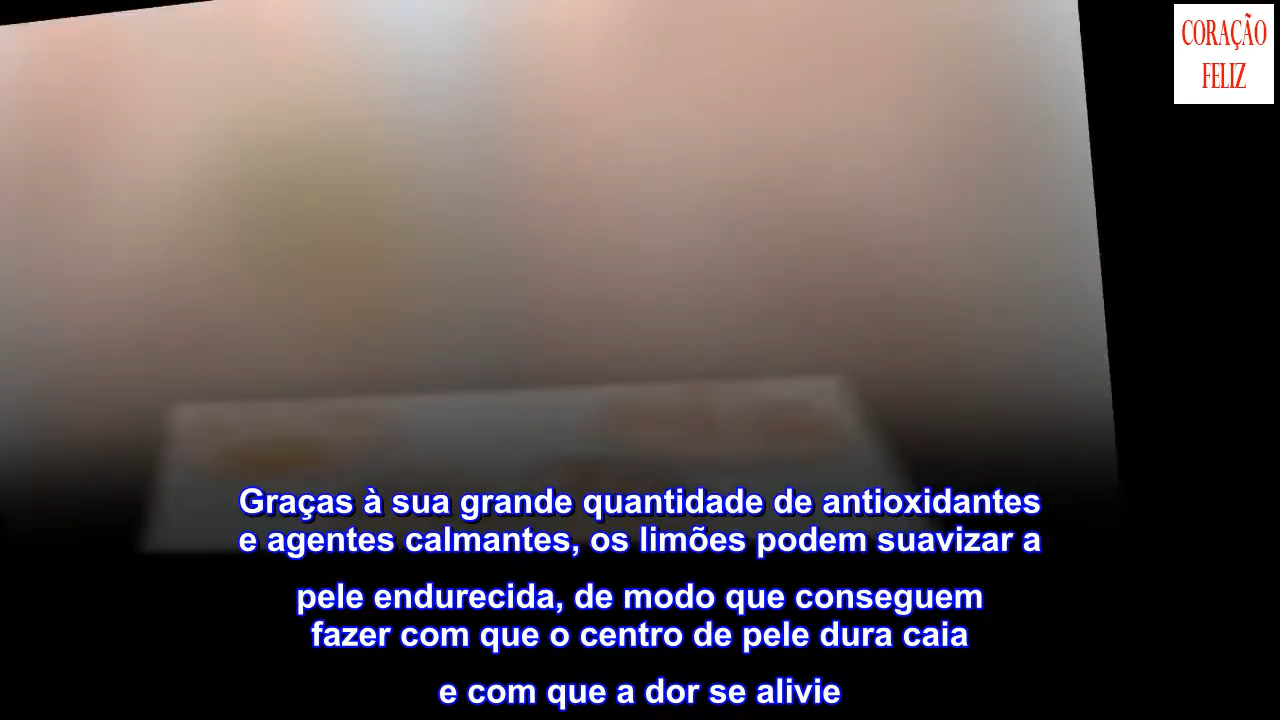 CORAÇÃO
FELIZ
Graças à sua grande quantidade de antioxidantes
e agentes calmantes, os limões podem suavizar a
pele endurecida, de modo que conseguem
fazer com que o centro de pele dura caia
e com que a dor se alivie